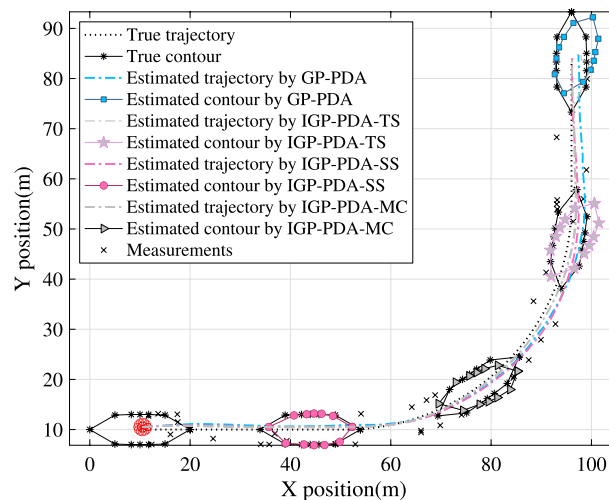 True trajectory
True contour
Estimated trajectory by GP-PDA
Estimated contour by GP-PDA
Estimated trajectory by IGP-PDA-TS
Estimated contour by IGP-PDA-TS
Estimated trajectory by IGP-PDA-SS
Estimated contour by IGP-PDA-SS
Estimated trajectory by IGP-PDA-MC
Estimated contour by IGP-PDA-MC
Measurements
Y position(m)
90
80
70
60
50
40
30
20
10
0 20 40 60 80 100
X position(m)